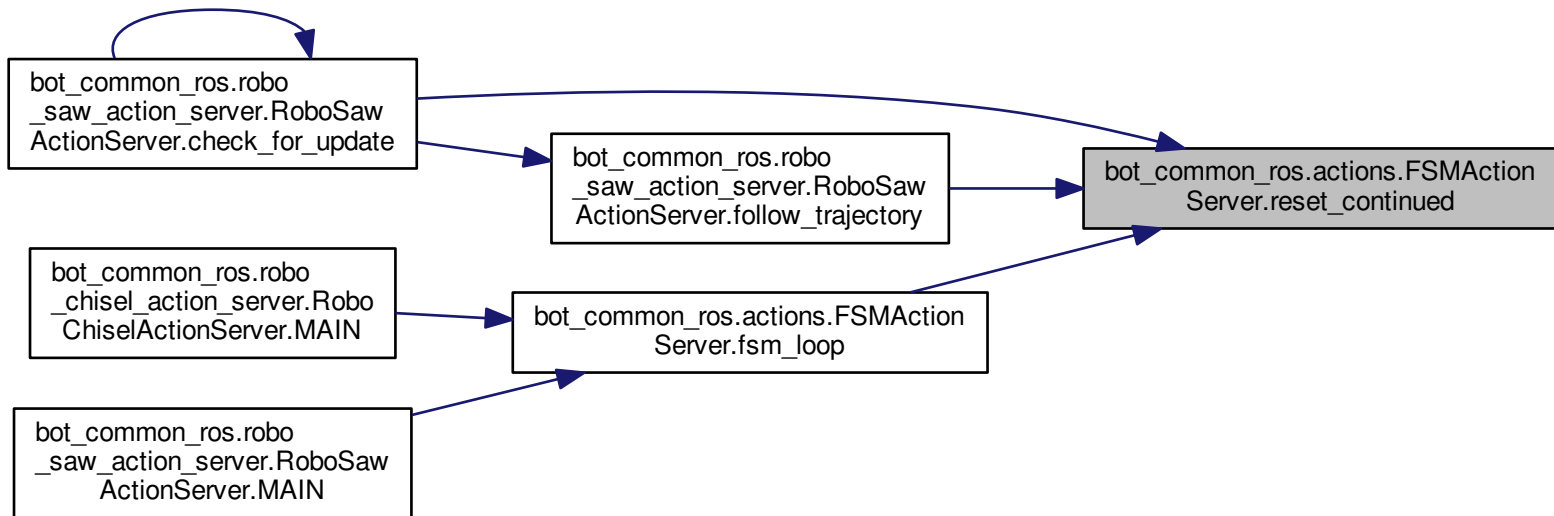 bot_common_ros.robo
_saw_action_server.RoboSaw
ActionServer.check_for_update
bot_common_ros.robo
_saw_action_server.RoboSaw
ActionServer.follow_trajectory
bot_common_ros.actions.FSMAction
Server.reset_continued
bot_common_ros.robo
_chisel_action_server.Robo
ChiselActionServer.MAIN
bot_common_ros.actions.FSMAction
Server.fsm_loop
bot_common_ros.robo
_saw_action_server.RoboSaw
ActionServer.MAIN